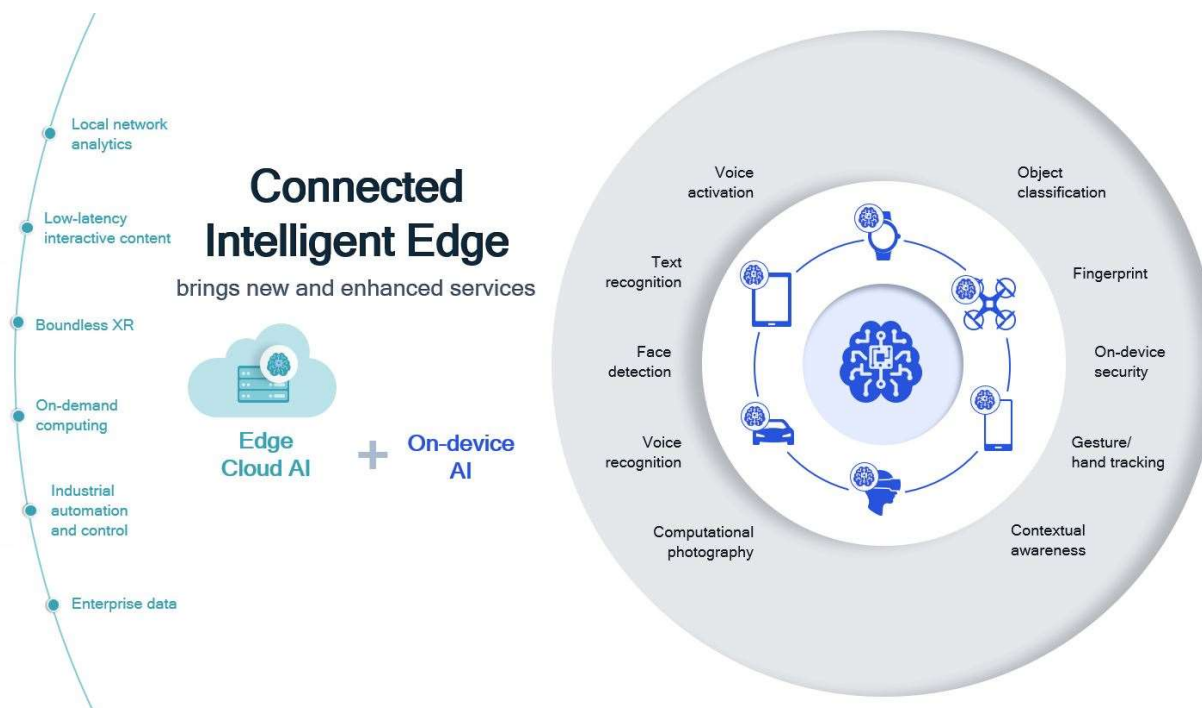 Local network
analytics
Low-latency
interactive content
Boundless XR
On-demand
computing
Industrial
automation
and control
Enterprise data
Connected
Intelligent Edge
brings new and enhanced services
Edge
Cloud AI
+
On-device
AI
Voice
activation
Text
recognition
Face
detection
Voice
recognition
Computational
photography
Object
classification
Fingerprint
On-device
security
Gesture/
hand tracking
Contextual
awareness